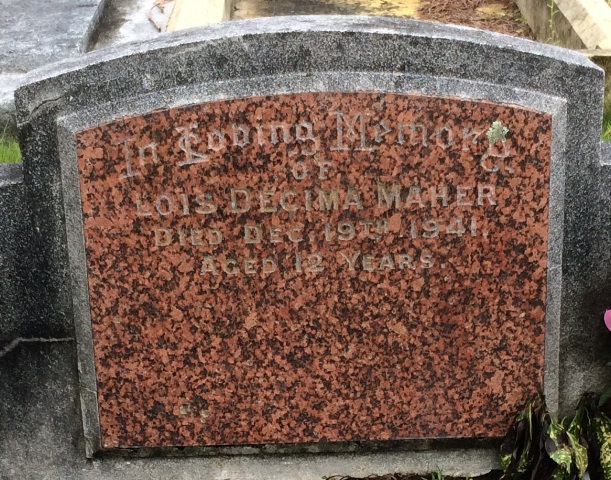 In Loving Memory
OF
LOIS DECIMA MAHER
DIED DEC. 19TH 1941.
AGED 12 YEARS.